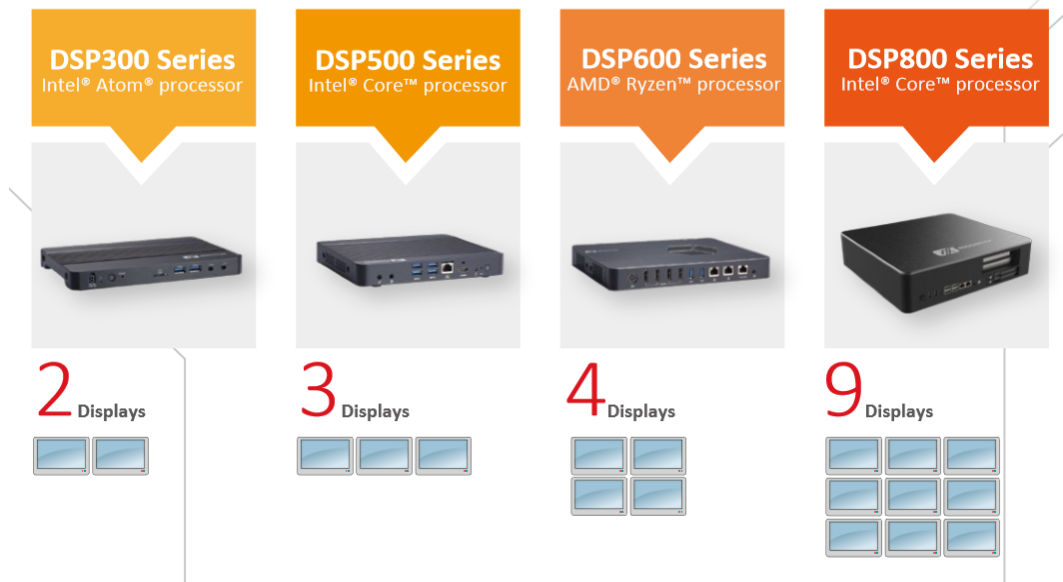 DSP300 Series
Intel® Atom® processor
DSP500 Series
Intel® Core™ processor
DSP600 Series
AMD® Ryzen™ processor
DSP800 Series
Intel® Core™ processor
2 Displays
3 Displays
4 Displays
9 Displays